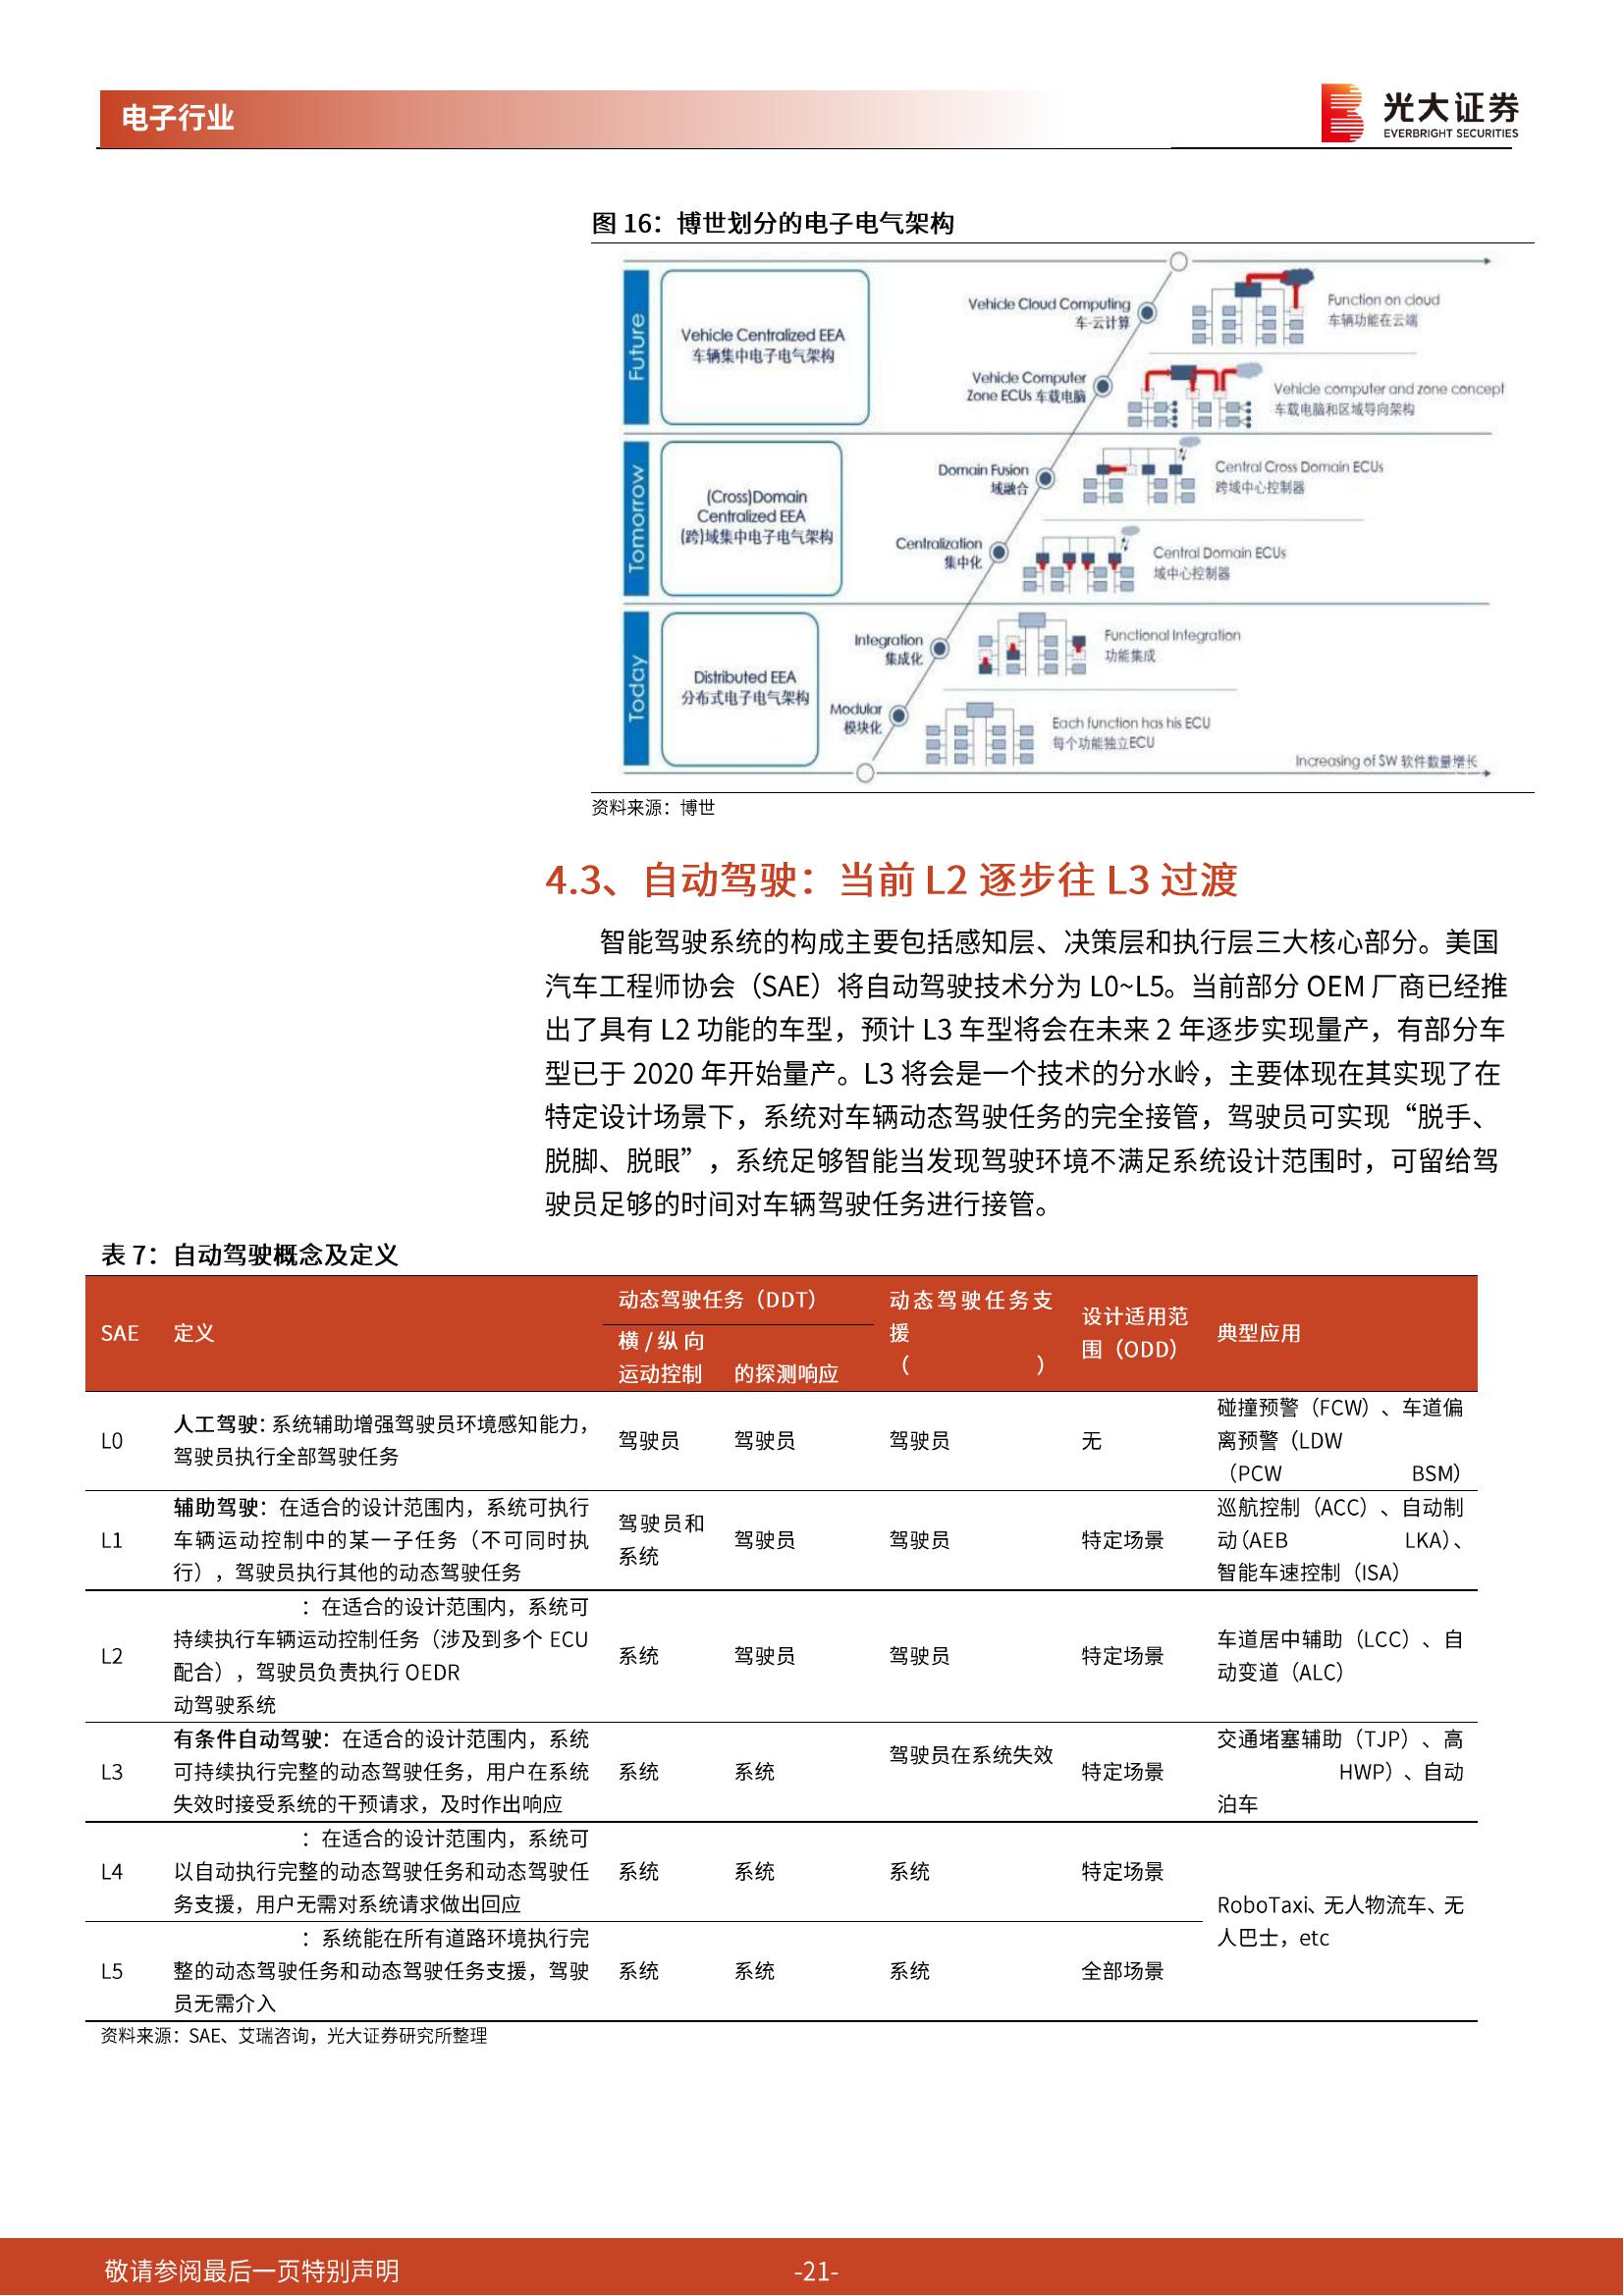 电子行业
光大证券
EVERBRIGHT SECURITIES
图 16：博世划分的电子电气架构
Future
Vehicle Centralized EEA
车辆集中电子电气架构
Vehicle Cloud Computing
车-云计算
Function on cloud
车辆功能在云端
Vehicle Computer
Zone ECUs 车载电脑
Vehicle computer and zone concept
车载电脑和区域导向架构
Tomorrow
(Cross)Domain
Centralized EEA
(跨)域集中电子电气架构
Domain Fusion
域融合
Central Cross Domain ECUs
跨域中心控制器
Centralization
集中化
Central Domain ECUs
域中心控制器
Today
Distributed EEA
分布式电子电气架构
Integration
集成化
Functional Integration
功能集成
Modular
模块化
Each function has his ECU
每个功能独立ECU
Increasing of SW 软件数量增长
资料来源：博世
4.3、自动驾驶：当前 L2 逐步往 L3 过渡
智能驾驶系统的构成主要包括感知层、决策层和执行层三大核心部分。美国
汽车工程师协会（SAE）将自动驾驶技术分为 L0~L5。当前部分 OEM 厂商已经推
出了具有 L2 功能的车型，预计 L3 车型将会在未来 2 年逐步实现量产，有部分车
型已于 2020 年开始量产。L3 将会是一个技术的分水岭，主要体现在其实现了在
特定设计场景下，系统对车辆动态驾驶任务的完全接管，驾驶员可实现“脱手、
脱脚、脱眼”，系统足够智能当发现驾驶环境不满足系统设计范围时，可留给驾
驶员足够的时间对车辆驾驶任务进行接管。
表 7：自动驾驶概念及定义
SAE
定义
动态驾驶任务（DDT）
横/纵向
运动控制
的探测响应
动态驾驶任务支
援
（ ）
设计适用范
围（ODD）
典型应用
L0
人工驾驶：系统辅助增强驾驶员环境感知能力，
驾驶员执行全部驾驶任务
驾驶员
驾驶员
驾驶员
无
碰撞预警（FCW）、车道偏
离预警（LDW
（PCW BSM）
L1
辅助驾驶：在适合的设计范围内，系统可执行
车辆运动控制中的某一子任务（不可同时执
行），驾驶员执行其他的动态驾驶任务
驾驶员和
系统
驾驶员
驾驶员
特定场景
巡航控制（ACC）、自动制
动（AEB LKA）、
智能车速控制（ISA）
L2
：在适合的设计范围内，系统可
持续执行车辆运动控制任务（涉及到多个 ECU
配合），驾驶员负责执行 OEDR
动驾驶系统
系统
驾驶员
驾驶员
特定场景
车道居中辅助（LCC）、自
动变道（ALC）
L3
有条件自动驾驶：在适合的设计范围内，系统
可持续执行完整的动态驾驶任务，用户在系统
失效时接受系统的干预请求，及时作出响应
系统
系统
驾驶员在系统失效
特定场景
交通堵塞辅助（TJP）、高
HWP）、自动
泊车
L4
：在适合的设计范围内，系统可
以自动执行完整的动态驾驶任务和动态驾驶任
务支援，用户无需对系统请求做出回应
系统
系统
系统
特定场景
RoboTaxi、无人物流车、无
人巴士，etc
L5
：系统能在所有道路环境执行完
整的动态驾驶任务和动态驾驶任务支援，驾驶
员无需介入
系统
系统
系统
全部场景
资料来源：SAE、艾瑞咨询，光大证券研究所整理
敬请参阅最后一页特别声明
-21-